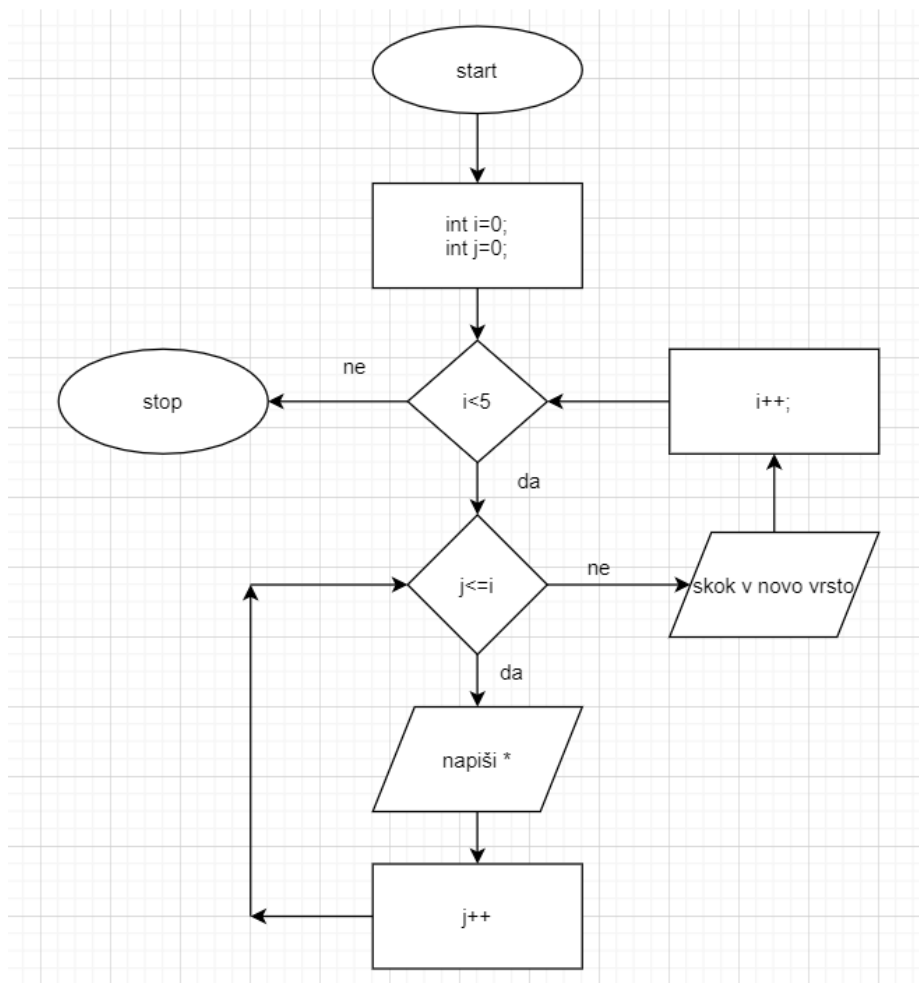 start
int i=0;
int j=0;
ne
stop
i<5
i++;
da
j<=i
ne
skok v novo vrsto
da
napiši *
j++